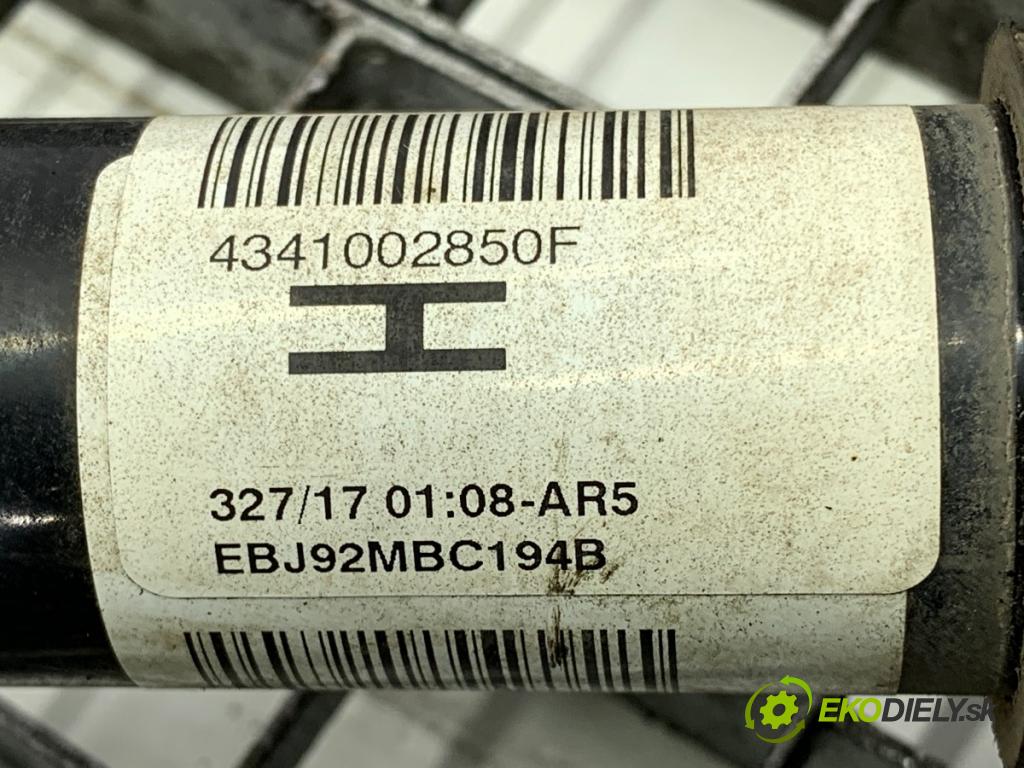 4341002850F
H
327/17 01:08-AR5
EBJ92MBC194B
EKODIELY.sk